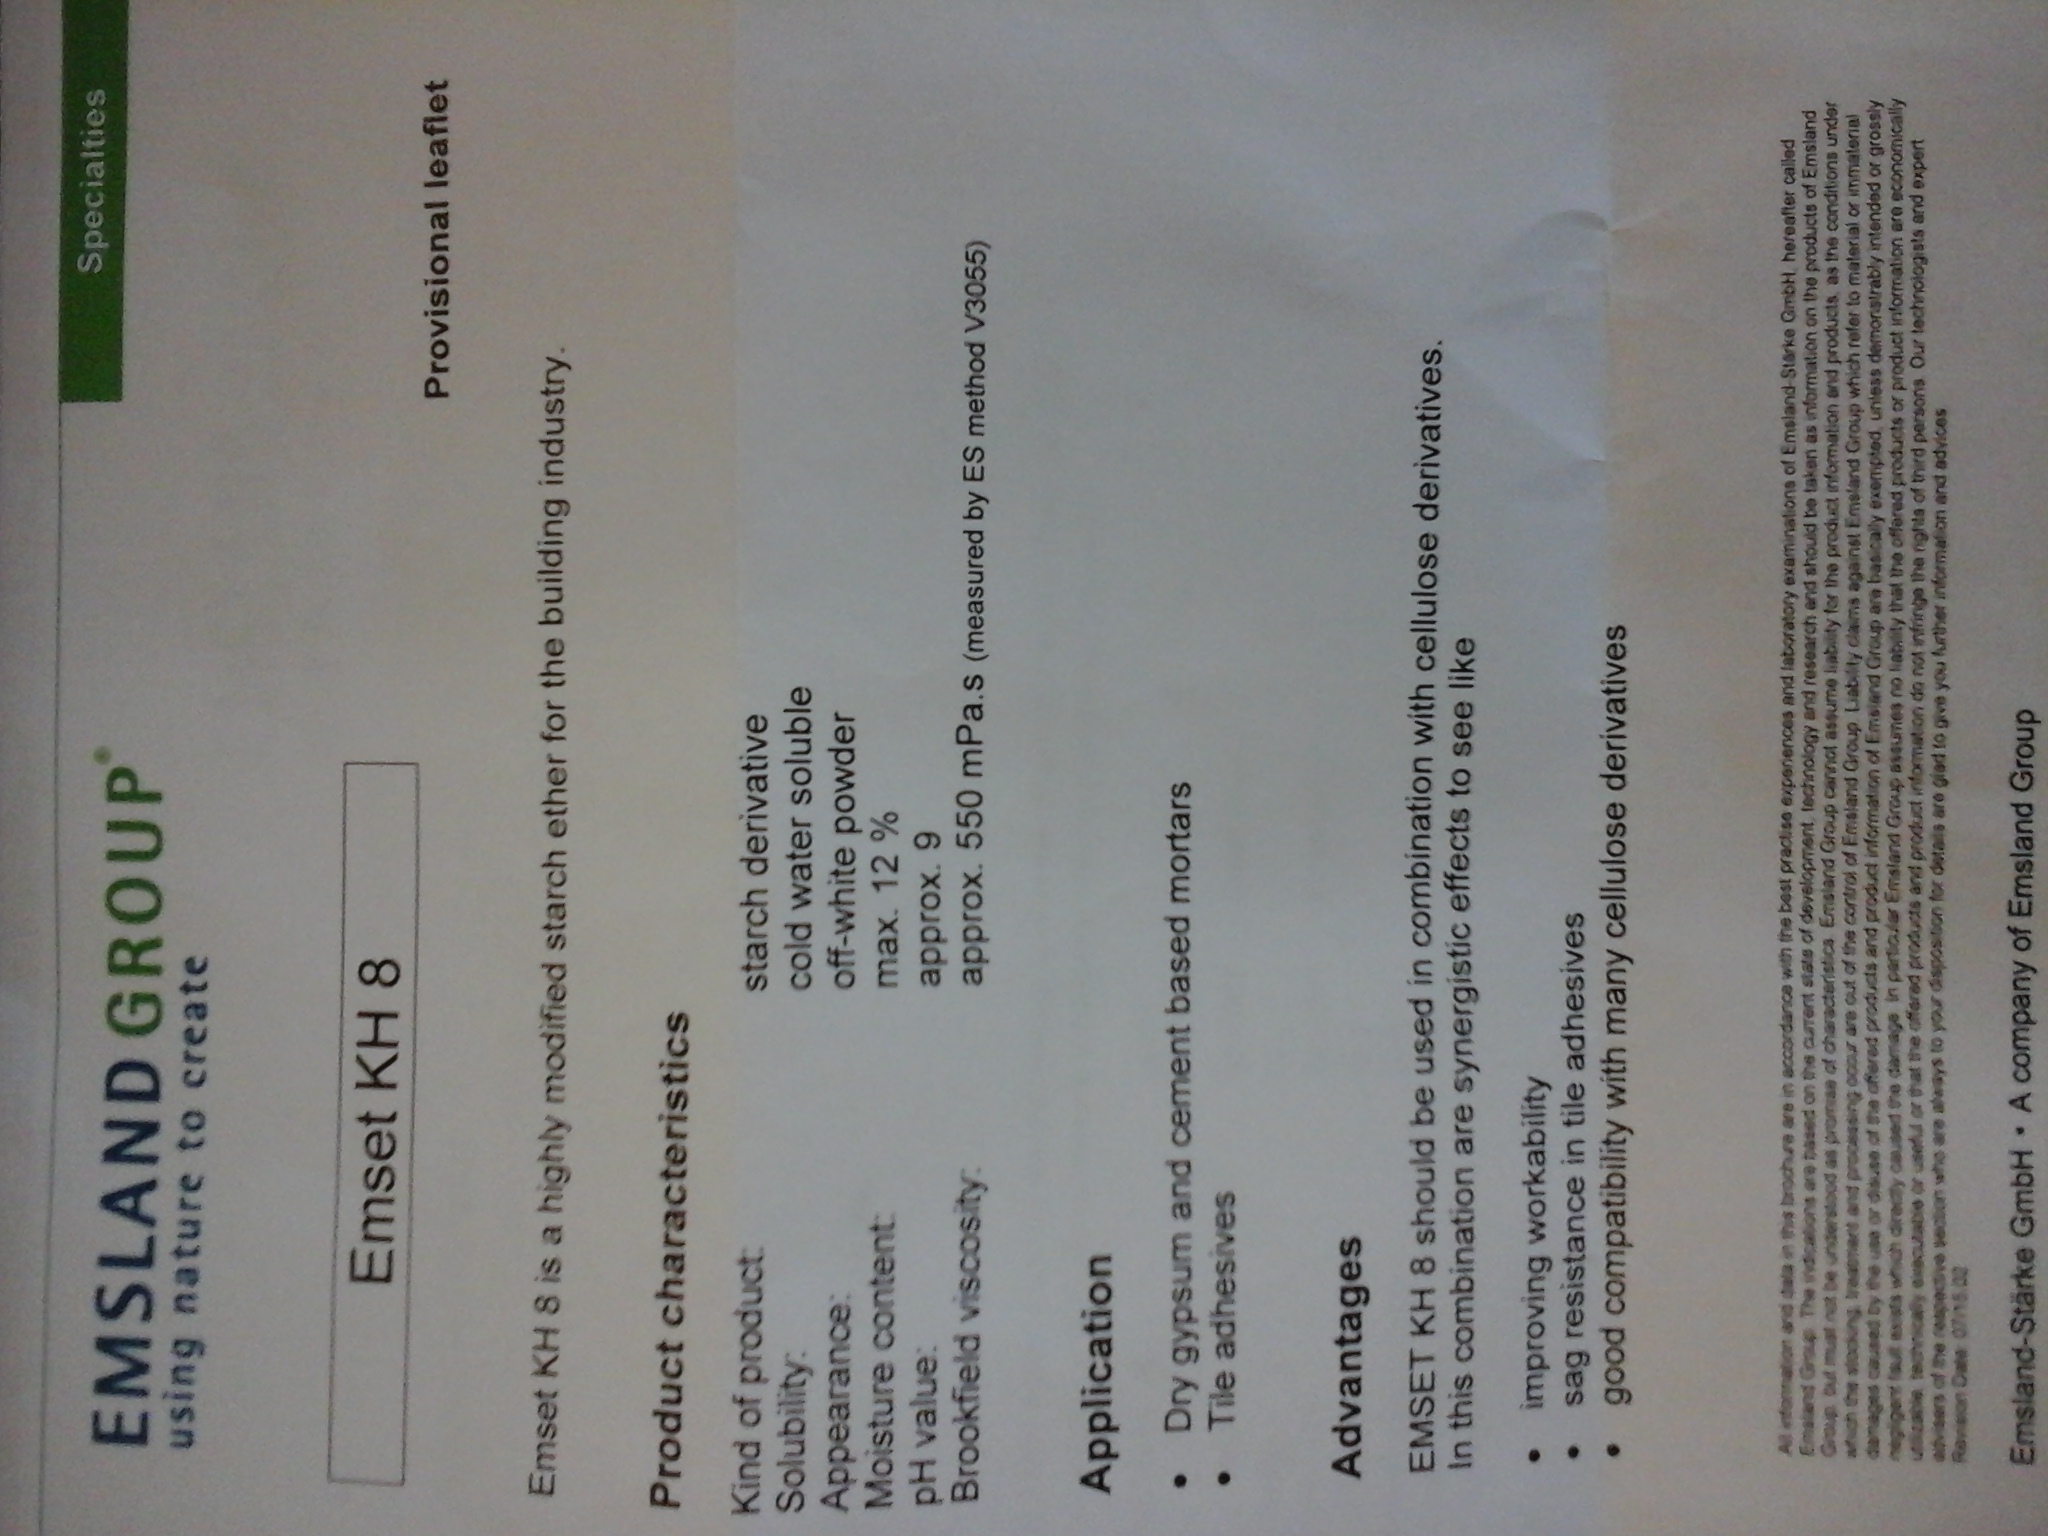 Specialties
EMSLAND GROUP®
using nature to create
Emset KH 8
Provisional leaflet
Emset KH 8 is a highly modified starch ether for the building industry.
Product characteristics
Kind of product: starch derivative
Solubility: cold water soluble
Appearance: off-white powder
Moisture content: max. 12 %
pH value: approx. 9
Brookfield viscosity: approx. 550 mPa.s (measured by ES method V3055)
Application
• Dry gypsum and cement based mortars
• Tile adhesives
Advantages
EMSET KH 8 should be used in combination with cellulose derivatives.
In this combination are synergistic effects to see like
• improving workability
• sag resistance in tile adhesives
• good compatibility with many cellulose derivatives
All information and data in this brochure are in accordance with the best practise experiences and laboratory examinations of Emsland-Stärke GmbH, hereafter called
Emsland Group. The indications are based on the current state of development, technology and research and should be taken as information on the products of Emsland
Group, but must not be understood as promise of characteristics. Emsland Group cannot assume liability for the product information and products, as the conditions under
which the stocking, treatment and processing occur are out of the control of Emsland Group. Liability claims against Emsland Group which refer to material or immaterial
damages caused by the use or disuse of the offered products and product information of Emsland Group are basically exempted, unless demonstrably intended or grossly
negligent fault exists which directly caused the damage. In particular Emsland Group assumes no liability that the offered products or product information are economically
utilizable, technically executable or useful or that the offered products and product information do not infringe the rights of third persons. Our technologists and expert
advisers of the respective section who are always to your disposition for details are glad to give you further information and advices.
Revision Date: 07/15.02
Emsland-Stärke GmbH • A company of Emsland Group